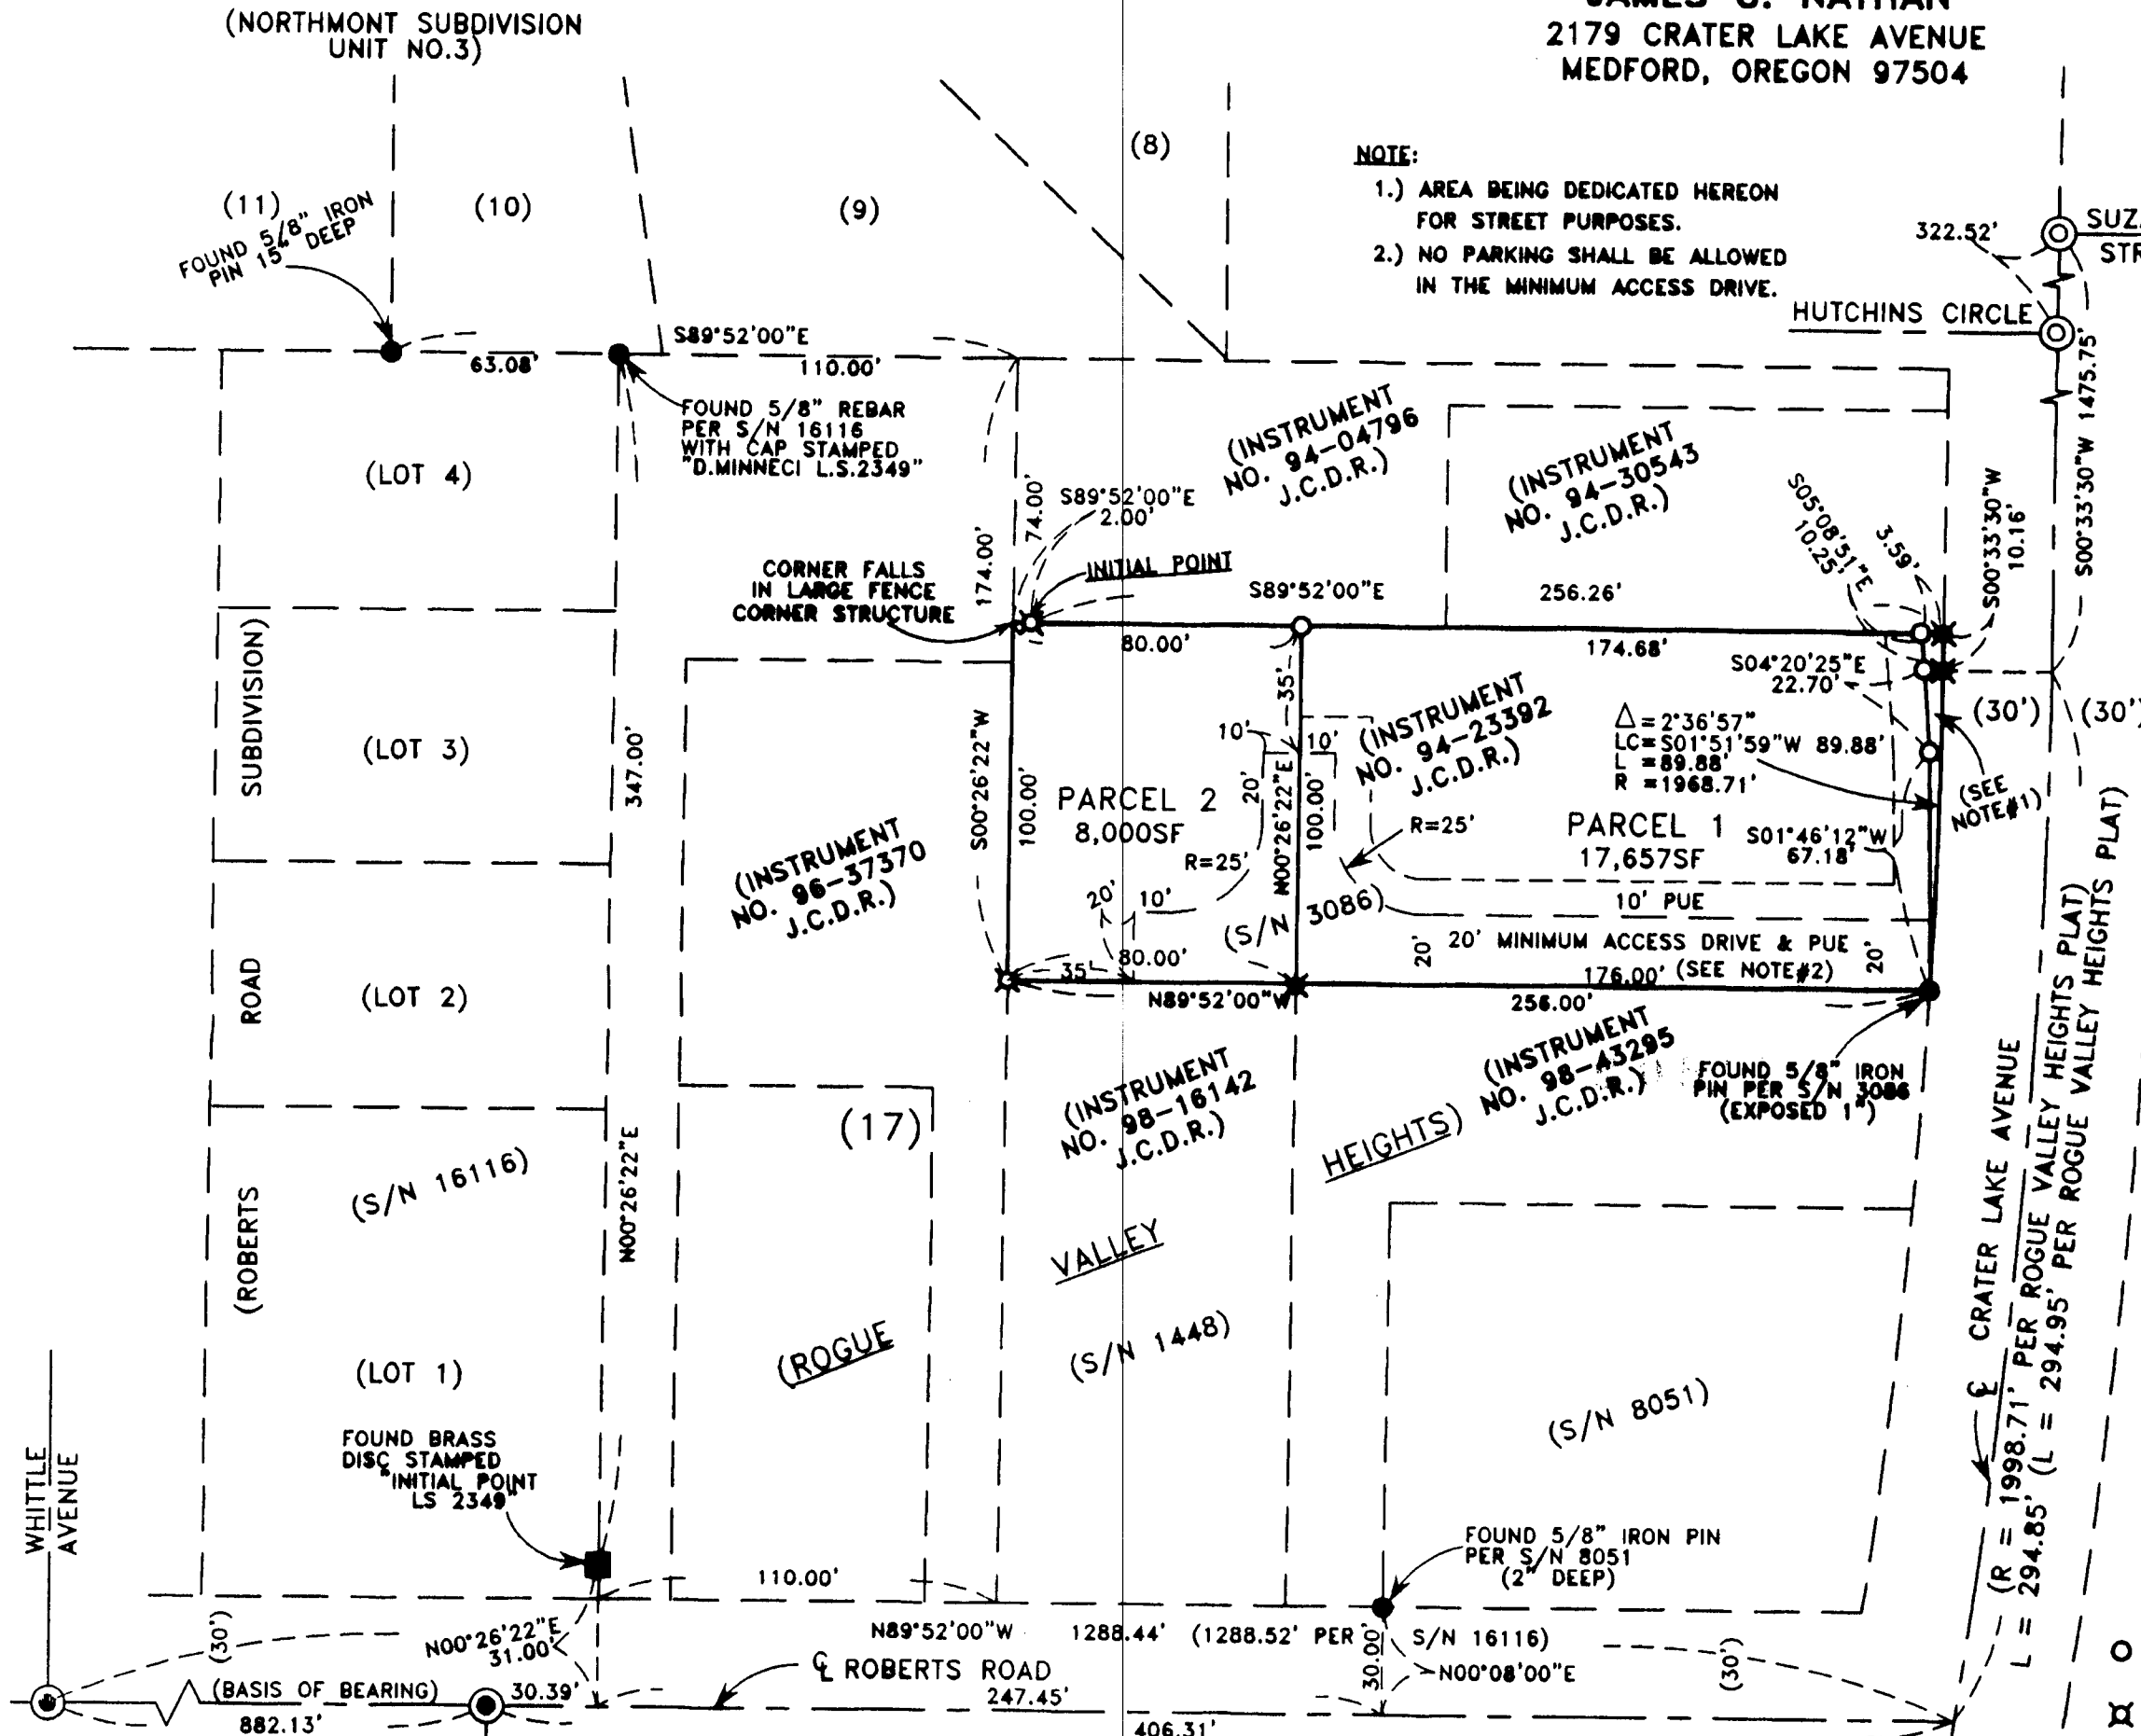 (NORTHMONT SUBDIVISION
UNIT NO.3)
2179 CRATER LAKE AVENUE
MEDFORD, OREGON 97504
(8)
NOTE:
1.) AREA BEING DEDICATED HEREON
FOR STREET PURPOSES.
2.) NO PARKING SHALL BE ALLOWED
IN THE MINIMUM ACCESS DRIVE.
(11)
(10)
(9)
FOUND 5/8" IRON
PIN 15" DEEP
322.52'
SUZ
STR
HUTCHINS CIRCLE
S00°33'30"W 1475.75'
63.08'
S89°52'00"E
110.00'
FOUND 5/8" REBAR
PER S/N 16116
WITH CAP STAMPED
"D.MINNECI L.S.2349"
(LOT 4)
(INSTRUMENT
NO. 94-04796
J.C.D.R.)
(INSTRUMENT
NO. 94-30543
J.C.D.R.)
S89°52'00"E
2.00'
74.00'
174.00'
S05°08'51"E
10.25'
3.59'
S00°33'30"W
10.16'
CORNER FALLS
IN LARGE FENCE
CORNER STRUCTURE
INITIAL POINT
S89°52'00"E
256.26'
80.00'
174.68'
S04°20'25"E
22.70'
SUBDIVISION)
(LOT 3)
347.00'
S00°26'22"W
100.00'
35'
10'
10'
20'
N00°26'22"E
100.00'
(INSTRUMENT
NO. 94-23392
J.C.D.R.)
Δ = 2°36'57"
LC= S01°51'59"W 89.88'
L = 89.88'
R = 1968.71'
(30')
(30')
(SEE
NOTE#1)
PARCEL 2
8,000SF
R=25'
R=25'
PARCEL 1
17,657SF
S01°46'12"W
67.18'
(INSTRUMENT
NO. 96-37370
J.C.D.R.)
20'
10'
(S/N 3086)
10' PUE
20'
20' MINIMUM ACCESS DRIVE & PUE
20'
176.00' (SEE NOTE#2)
35'
80.00'
N89°52'00"W
256.00'
ROAD
(LOT 2)
(INSTRUMENT
NO. 98-16142
J.C.D.R.)
(INSTRUMENT
NO. 98-43295
J.C.D.R.)
FOUND 5/8" IRON
PIN PER S/N 3086
(EXPOSED 1")
(17)
HEIGHTS)
(ROBERTS
(S/N 16116)
N00°26'22"E
VALLEY
(ROGUE
(S/N 1448)
(LOT 1)
(S/N 8051)
℄ CRATER LAKE AVENUE
(R = 1998.71' PER ROGUE VALLEY HEIGHTS PLAT)
L = 294.85' (L = 294.95' PER ROGUE VALLEY HEIGHTS PLAT)
FOUND BRASS
DISC STAMPED
"INITIAL POINT
LS 2349"
WHITTLE
AVENUE
FOUND 5/8" IRON PIN
PER S/N 8051
(2" DEEP)
110.00'
(30')
N00°26'22"E
31.00'
N89°52'00"W 1288.44' (1288.52' PER S/N 16116)
30.00'
N00°08'00"E
(30')
℄ ROBERTS ROAD
(BASIS OF BEARING)
30.39'
247.45'
882.13'
406.31'